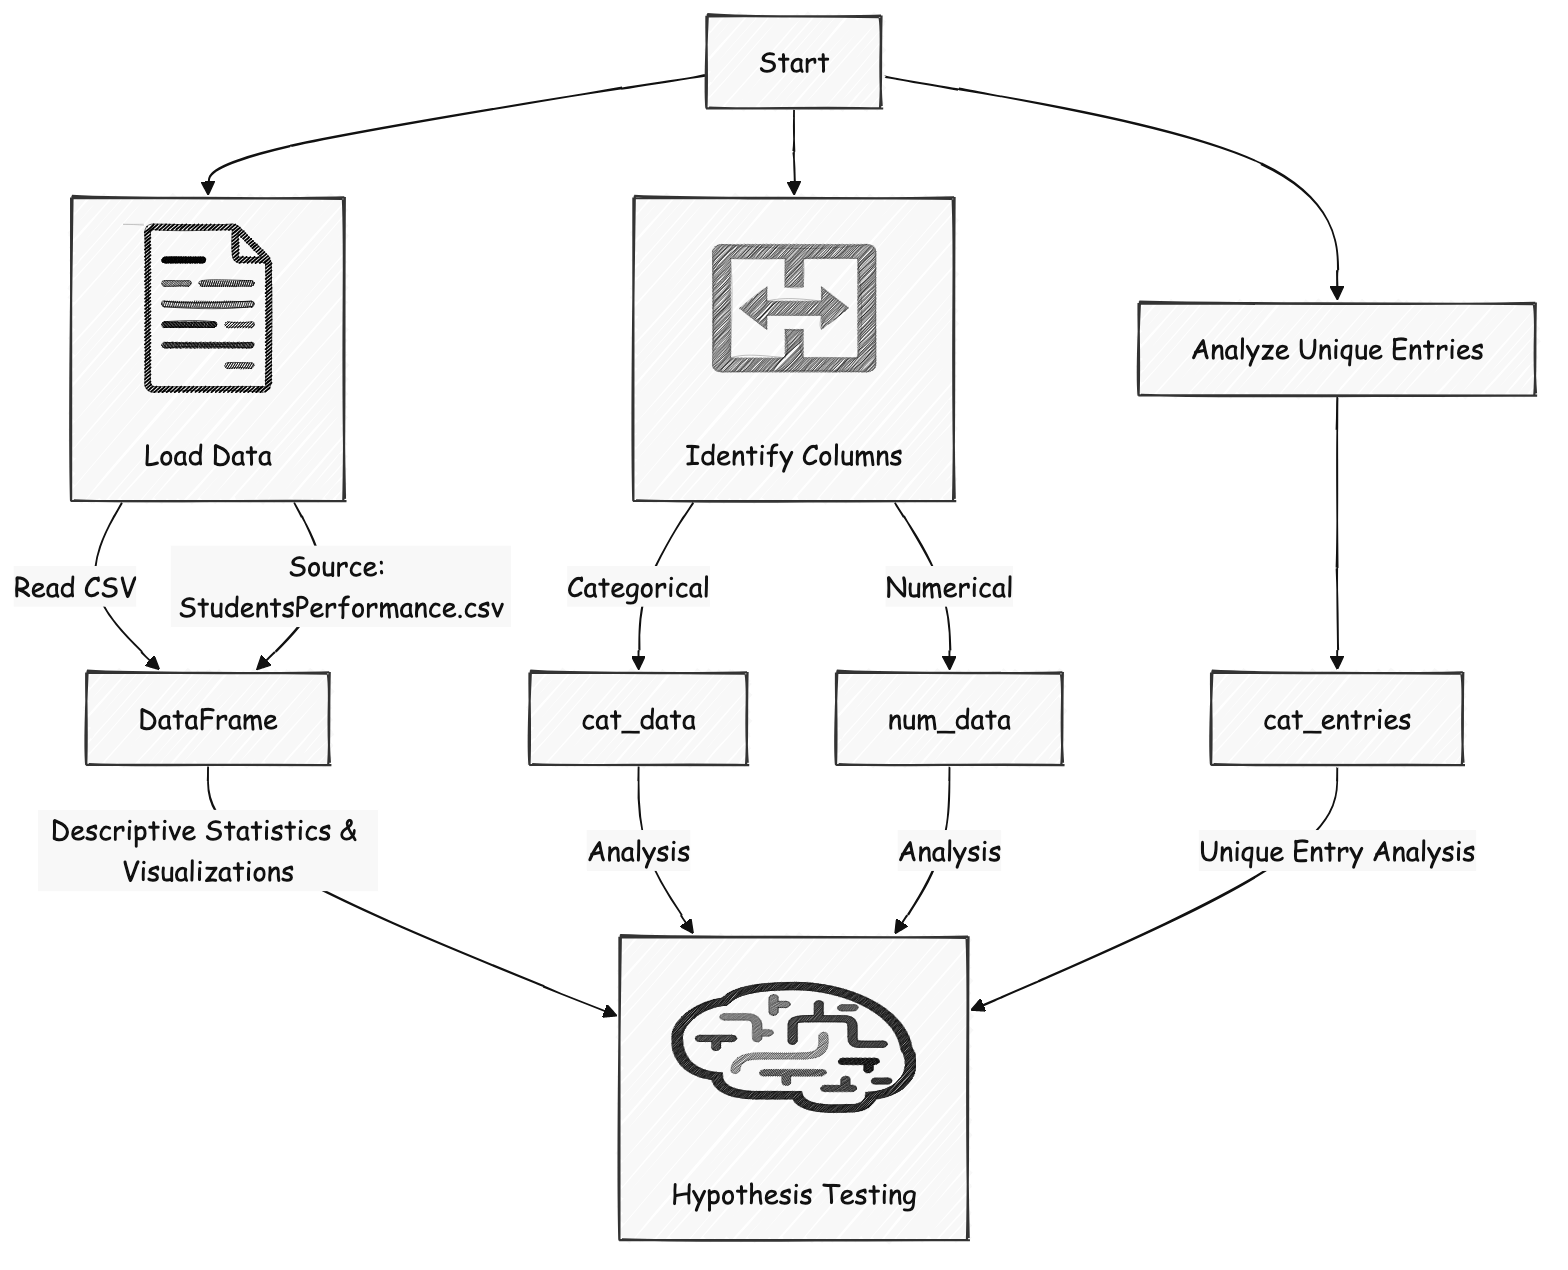 Start
Load Data
Identify Columns
Analyze Unique Entries
Read CSV
Source:
StudentsPerformance.csv
Categorical
Numerical
DataFrame
cat_data
num_data
cat_entries
Descriptive Statistics &
Visualizations
Analysis
Analysis
Unique Entry Analysis
Hypothesis Testing